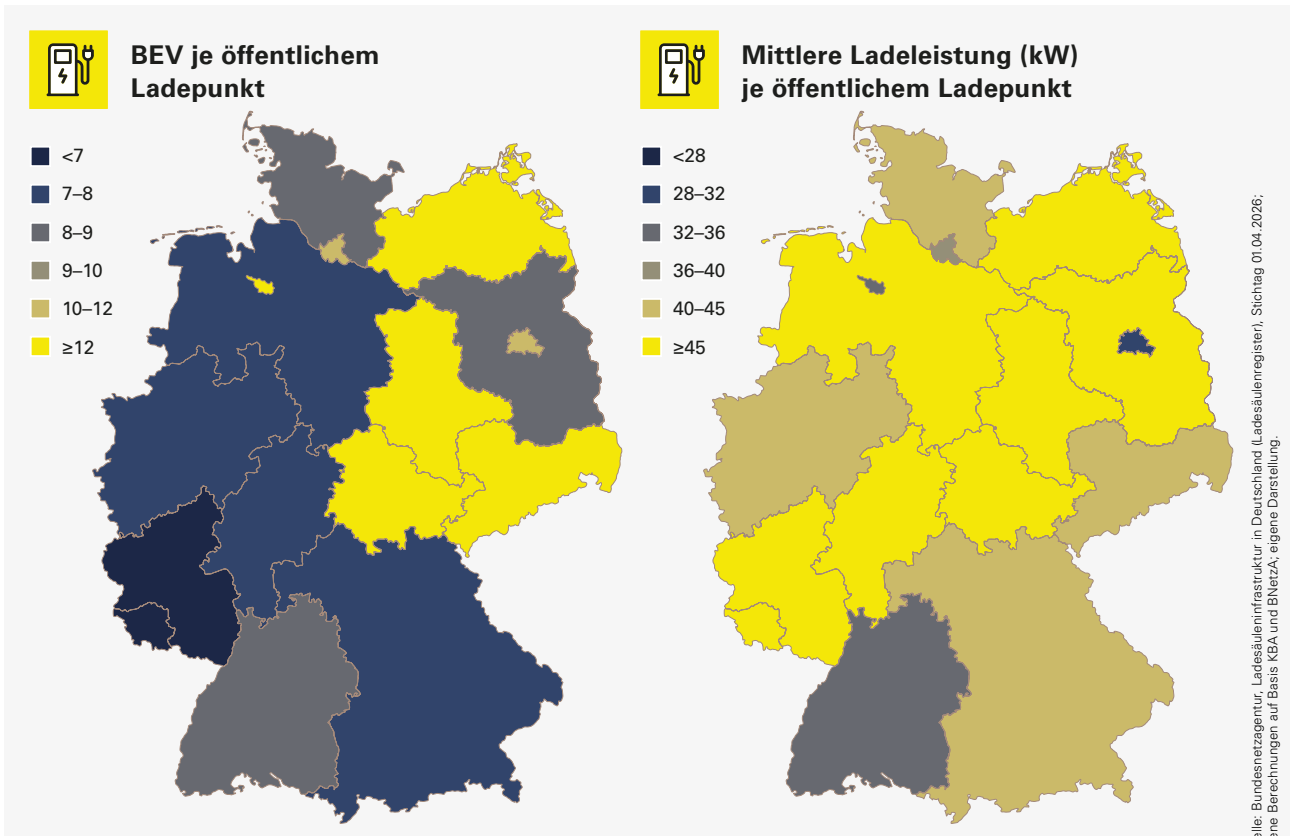 BEV je öffentlichem
Ladepunkt
<7
7–8
8–9
9–10
10–12
≥12
Mittlere Ladeleistung (kW)
je öffentlichem Ladepunkt
<28
28–32
32–36
36–40
40–45
≥45
elle: Bundesnetzagentur, Ladesäuleninfrastruktur in Deutschland (Ladesäulenregister), Stichtag 01.04.2026;
ene Berechnungen auf Basis KBA und BNetzA; eigene Darstellung.